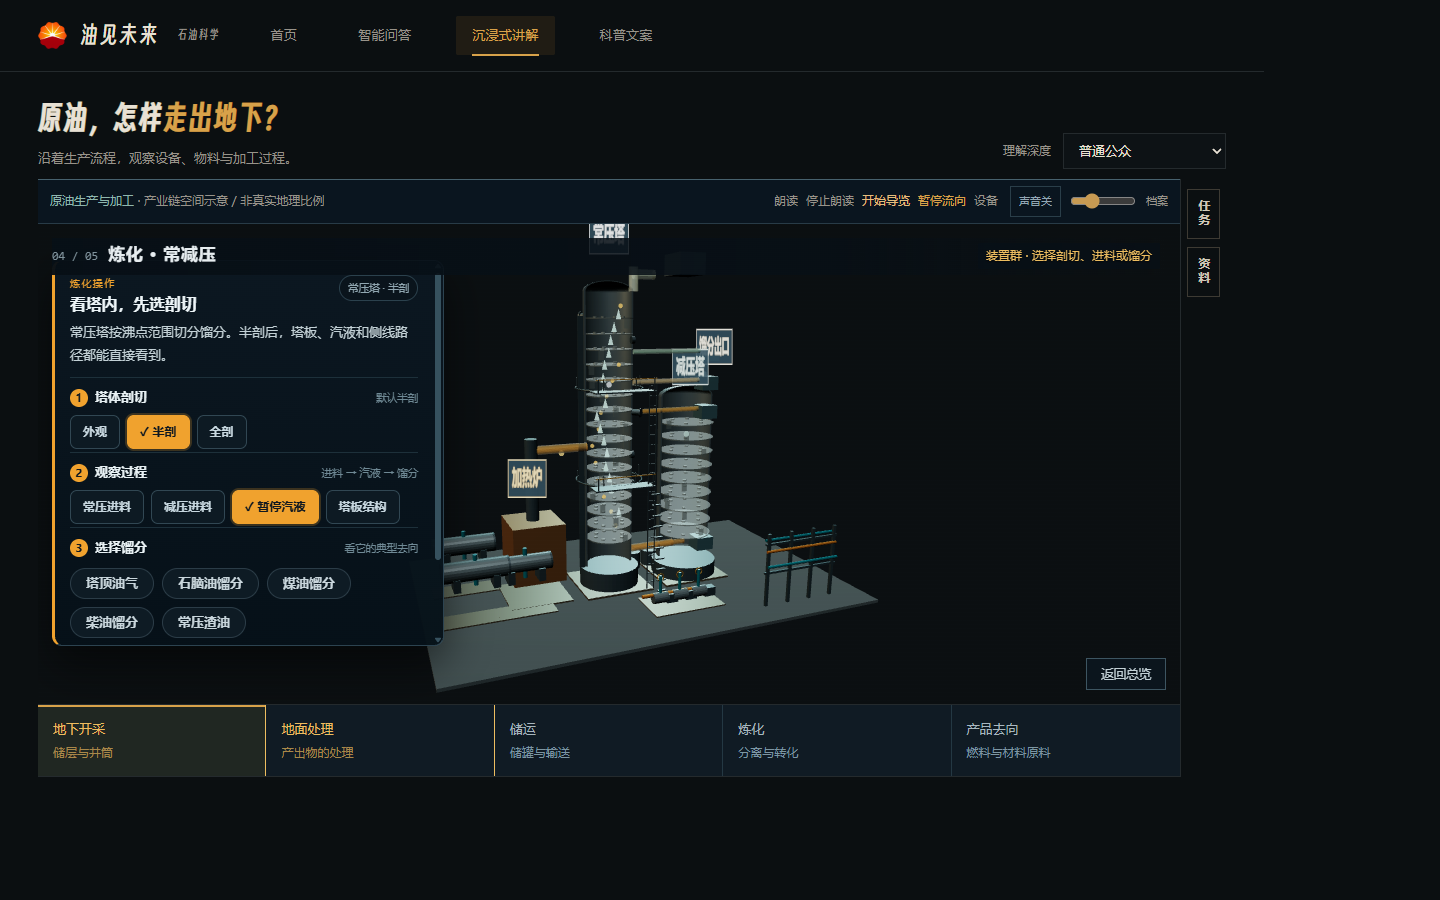 油见未来 石油科学 首页 智能问答 沉浸式讲解 科普文案
原油，怎样走出地下？
沿着生产流程，观察设备、物料与加工过程。
理解深度 普通公众
原油生产与加工 · 产业链空间示意 / 非真实地理比例
朗读 停止朗读 开始导览 暂停流向 设备 声音关 档案
任务
资料
04 / 05 炼化 · 常减压
装置群 · 选择剖切、进料或馏分
炼化操作
常压塔 · 半剖
看塔内，先选剖切
常压塔按沸点范围切分馏分。半剖后，塔板、汽液和侧线路
径都能直接看到。
1 塔体剖切 默认半剖
外观 ✓ 半剖 全剖
2 观察过程 进料 → 汽液 → 馏分
常压进料 减压进料 ✓ 暂停汽液 塔板结构
3 选择馏分 看它的典型去向
塔顶油气 石脑油馏分 煤油馏分
柴油馏分 常压渣油
常压塔
馏分出口
减压塔
加热炉
返回总览
地下开采 地面处理 储运 炼化 产品去向
储层与井筒 产出物的处理 储罐与输送 分离与转化 燃料与材料原料